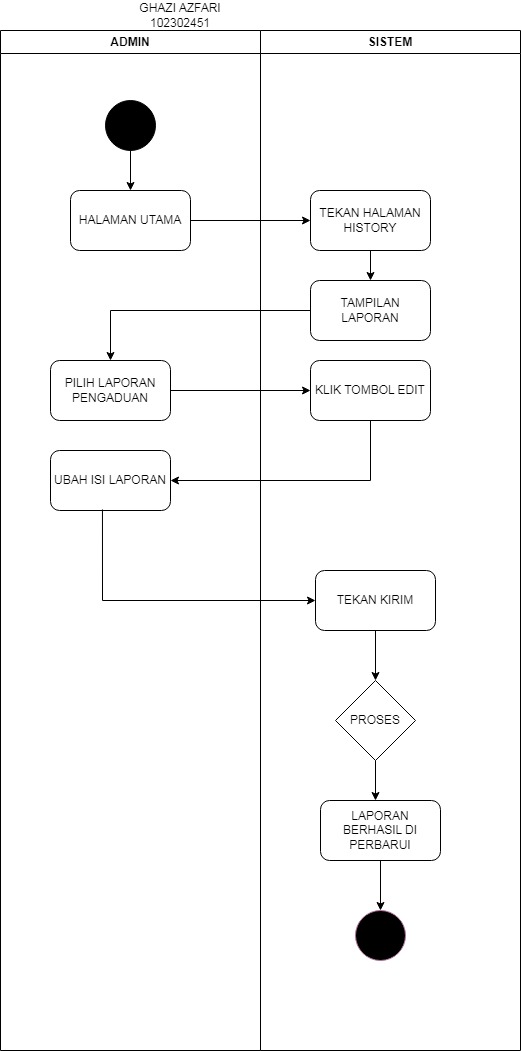 GHAZI AZFARI
102302451
ADMIN
SISTEM
HALAMAN UTAMA
TEKAN HALAMAN
HISTORY
TAMPILAN
LAPORAN
PILIH LAPORAN
PENGADUAN
KLIK TOMBOL EDIT
UBAH ISI LAPORAN
TEKAN KIRIM
PROSES
LAPORAN
BERHASIL DI
PERBARUI